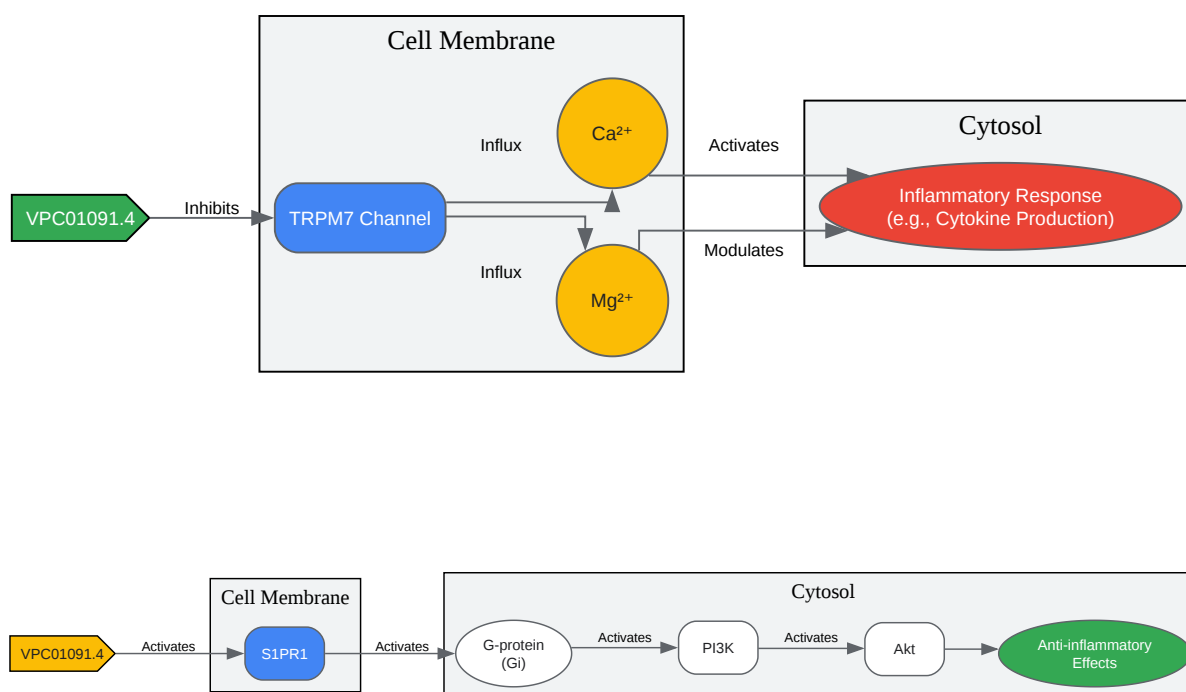 Cell Membrane
Ca²⁺
Influx
Activates
Cytosol
VPC01091.4
Inhibits
TRPM7 Channel
Inflammatory Response
(e.g., Cytokine Production)
Influx
Modulates
Mg²⁺
Cell Membrane
Cytosol
VPC01091.4
Activates
S1PR1
Activates
G-protein
(Gi)
Activates
PI3K
Activates
Akt
Anti-inflammatory
Effects